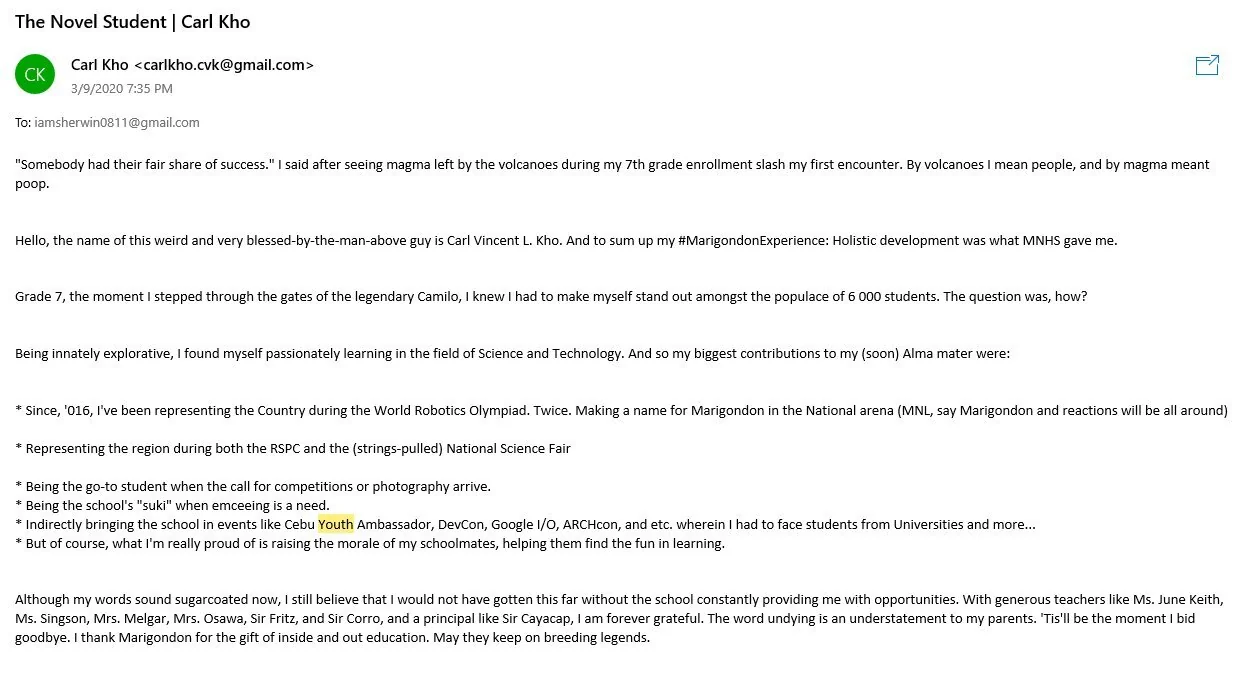 The Novel Student | Carl Kho
CK
Carl Kho <carlkho.cvk@gmail.com>
3/9/2020 7:35 PM
To: iamsherwin0811@gmail.com
"Somebody had their fair share of success." I said after seeing magma left by the volcanoes during my 7th grade enrollment slash my first encounter. By volcanoes I mean people, and by magma meant
poop.
Hello, the name of this weird and very blessed-by-the-man-above guy is Carl Vincent L. Kho. And to sum up my #MarigondonExperience: Holistic development was what MNHS gave me.
Grade 7, the moment I stepped through the gates of the legendary Camilo, I knew I had to make myself stand out amongst the populace of 6 000 students. The question was, how?
Being innately explorative, I found myself passionately learning in the field of Science and Technology. And so my biggest contributions to my (soon) Alma mater were:
* Since, '016, I've been representing the Country during the World Robotics Olympiad. Twice. Making a name for Marigondon in the National arena (MNL, say Marigondon and reactions will be all around)
* Representing the region during both the RSPC and the (strings-pulled) National Science Fair
* Being the go-to student when the call for competitions or photography arrive.
* Being the school's "suki" when emceeing is a need.
* Indirectly bringing the school in events like Cebu Youth Ambassador, DevCon, Google I/O, ARCHcon, and etc. wherein I had to face students from Universities and more...
* But of course, what I'm really proud of is raising the morale of my schoolmates, helping them find the fun in learning.
Although my words sound sugarcoated now, I still believe that I would not have gotten this far without the school constantly providing me with opportunities. With generous teachers like Ms. June Keith,
Ms. Singson, Mrs. Melgar, Mrs. Osawa, Sir Fritz, and Sir Corro, and a principal like Sir Cayacap, I am forever grateful. The word undying is an understatement to my parents. 'Tis'll be the moment I bid
goodbye. I thank Marigondon for the gift of inside and out education. May they keep on breeding legends.